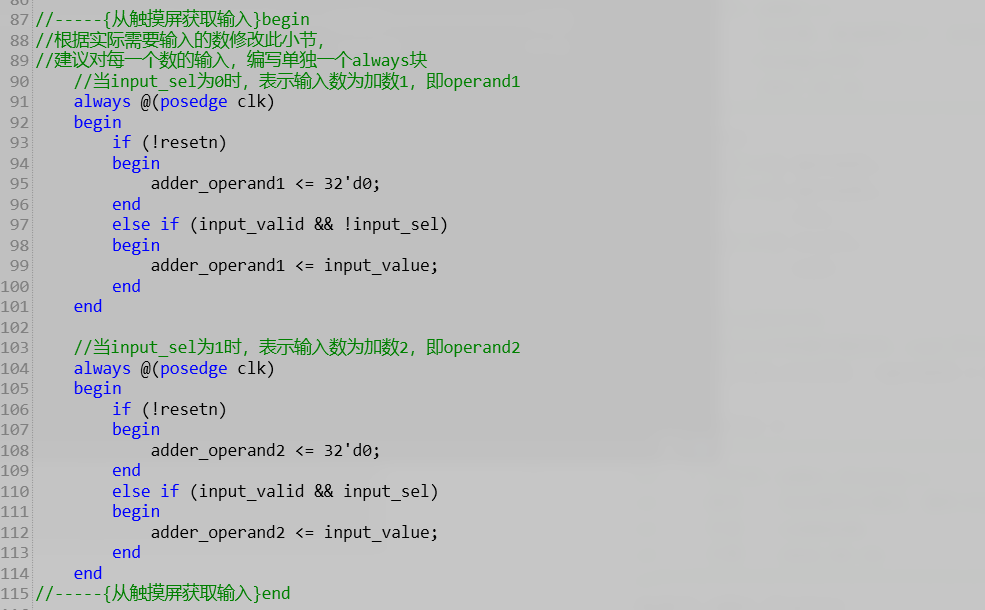 87 //-----{从触摸屏获取输入}begin
88 //根据实际需要输入的数修改此小节，
89 //建议对每一个数的输入，编写单独一个always块
90     //当input_sel为0时，表示输入数为加数1，即operand1
91     always @(posedge clk)
92     begin
93         if (!resetn)
94         begin
95             adder_operand1 <= 32'd0;
96         end
97         else if (input_valid && !input_sel)
98         begin
99             adder_operand1 <= input_value;
100         end
101     end
102
103     //当input_sel为1时，表示输入数为加数2，即operand2
104     always @(posedge clk)
105     begin
106         if (!resetn)
107         begin
108             adder_operand2 <= 32'd0;
109         end
110         else if (input_valid && input_sel)
111         begin
112             adder_operand2 <= input_value;
113         end
114     end
115 //-----{从触摸屏获取输入}end